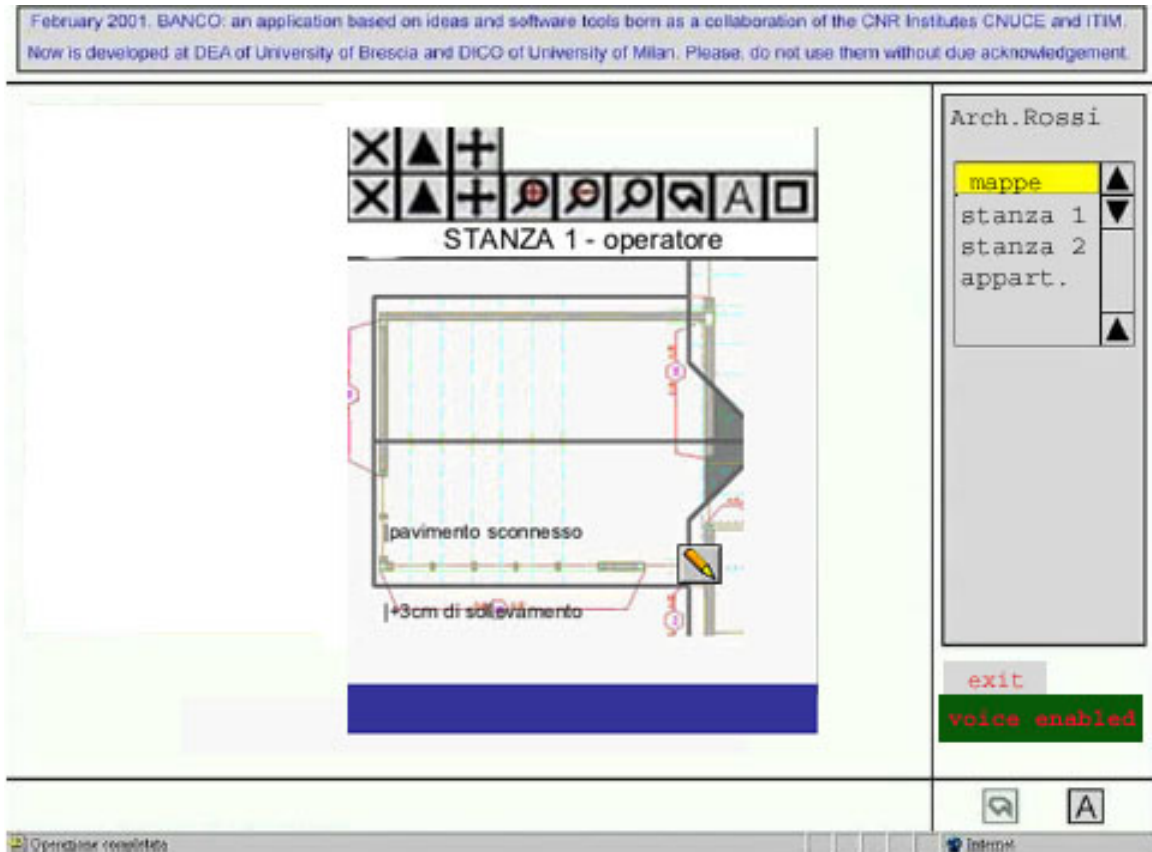 February 2001. BANCO: an application based on ideas and software tools born as a collaboration of the CNR Institutes CNUCE and ITIM.
Now is developed at DEA of University of Brescia and DICO of University of Milan. Please, do not use them without due acknowledgement.
Arch.Rossi
mappe
stanza 1
stanza 2
appart.
A
STANZA 1 - operatore
|pavimento sconnesso
|+3cm di sollevamento
exit
voice enabled
A
Operazione completata
Internet